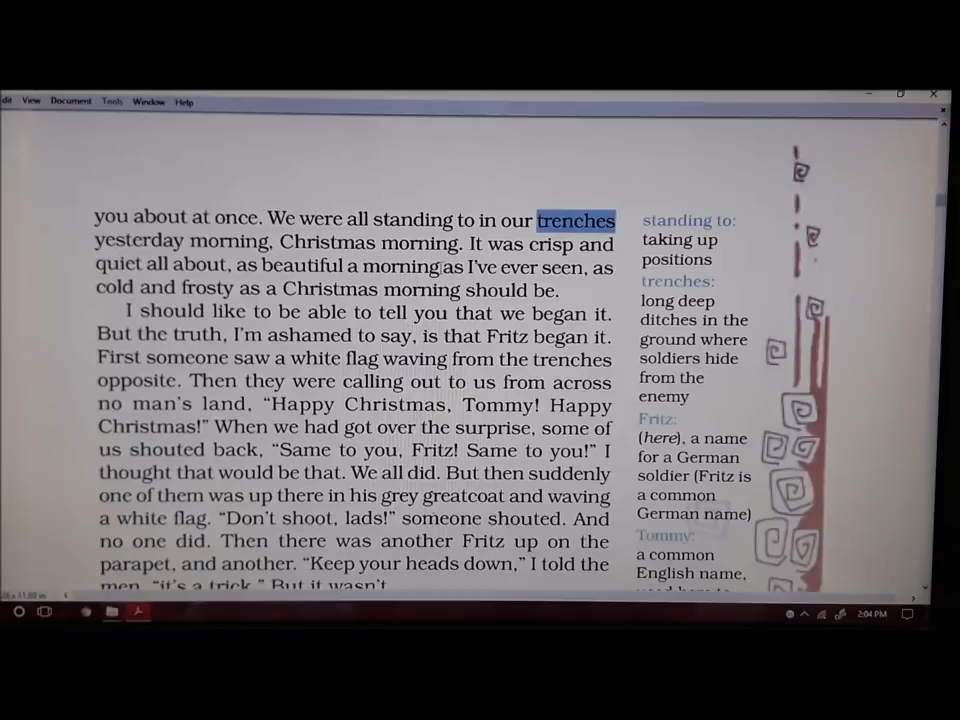 dit View Document Tools Window Help
you about at once. We were all standing to in our trenches
yesterday morning, Christmas morning. It was crisp and
quiet all about, as beautiful a morning as I've ever seen, as
cold and frosty as a Christmas morning should be.
I should like to be able to tell you that we began it.
But the truth, I'm ashamed to say, is that Fritz began it.
First someone saw a white flag waving from the trenches
opposite. Then they were calling out to us from across
no man's land, “Happy Christmas, Tommy! Happy
Christmas!” When we had got over the surprise, some of
us shouted back, “Same to you, Fritz! Same to you!” I
thought that would be that. We all did. But then suddenly
one of them was up there in his grey greatcoat and waving
a white flag. “Don't shoot, lads!” someone shouted. And
no one did. Then there was another Fritz up on the
parapet, and another. “Keep your heads down,” I told the
men, “it's a trick.” But it wasn't.
standing to:
taking up
positions
trenches:
long deep
ditches in the
ground where
soldiers hide
from the
enemy
Fritz:
(here), a name
for a German
soldier (Fritz is
a common
German name)
Tommy:
a common
English name,
used here to
2:04 PM